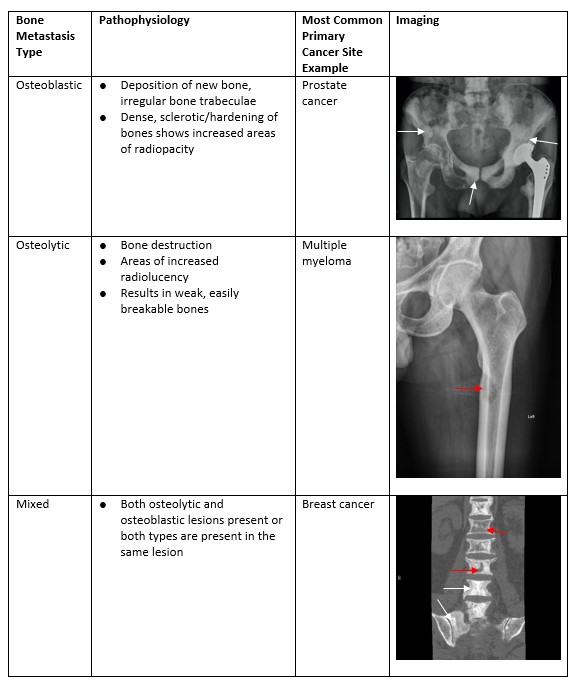 Bone
Metastasis
Type
Pathophysiology
Most Common
Primary
Cancer Site
Example
Imaging
Osteoblastic
● Deposition of new bone,
irregular bone trabeculae
● Dense, sclerotic/hardening of
bones shows increased areas
of radiopacity
Prostate
cancer
Osteolytic
● Bone destruction
● Areas of increased
radiolucency
● Results in weak, easily
breakable bones
Multiple
myeloma
Left
Mixed
● Both osteolytic and
osteoblastic lesions present or
both types are present in the
same lesion
Breast cancer
R